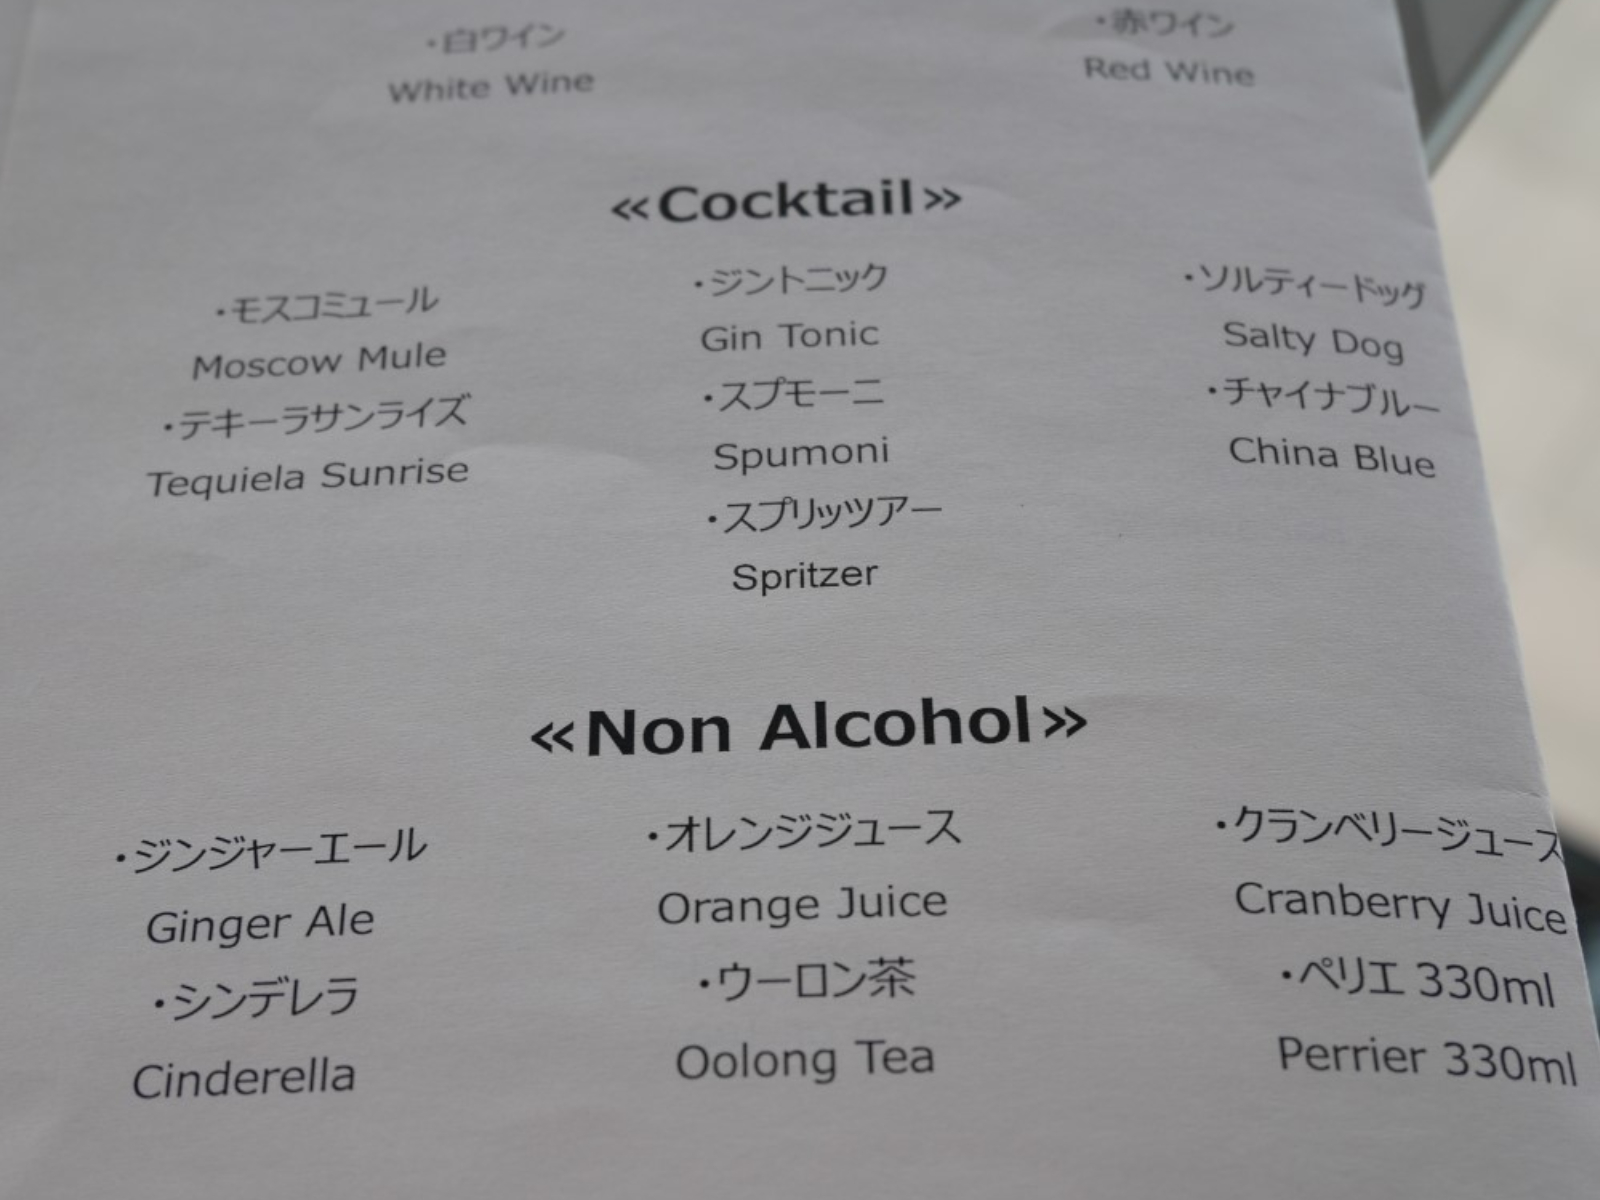 ・白ワイン ・赤ワイン
White Wine Red Wine
«Cocktail»
・モスコミュール ・ジントニック ・ソルティードッグ
Moscow Mule Gin Tonic Salty Dog
・テキーラサンライズ ・スプモーニ ・チャイナブルー
Tequiela Sunrise Spumoni China Blue
・スプリッツアー
Spritzer
«Non Alcohol»
・ジンジャーエール ・オレンジジュース ・クランベリージュース
Ginger Ale Orange Juice Cranberry Juice
・シンデレラ ・ウーロン茶 ・ペリエ 330ml
Cinderella Oolong Tea Perrier 330ml